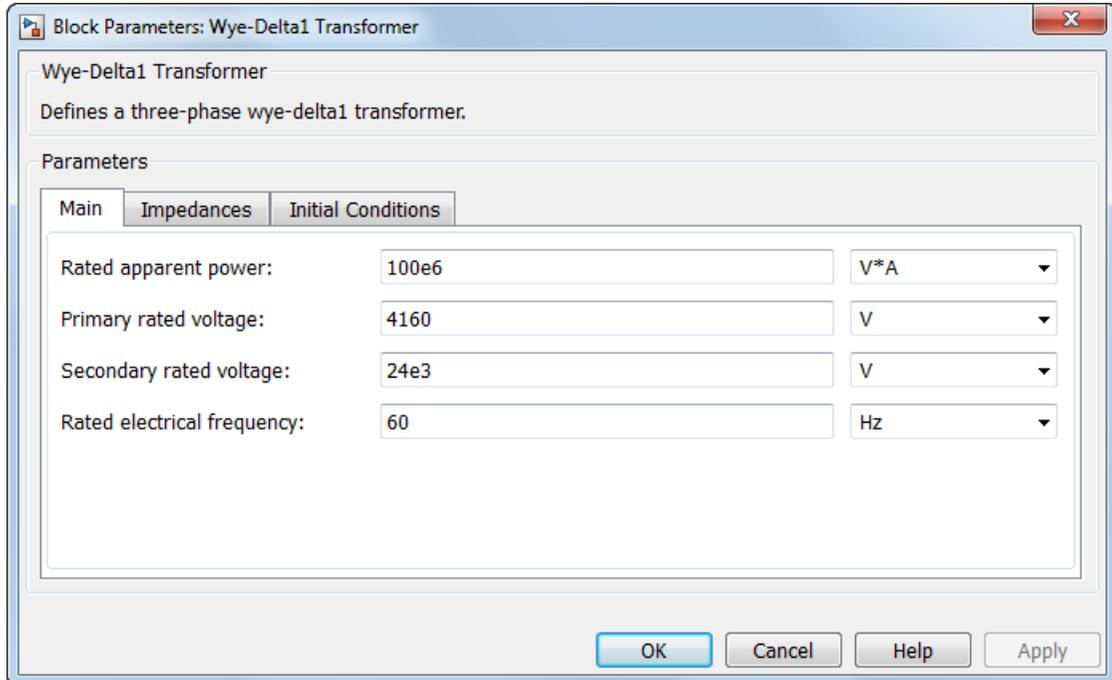 Block Parameters: Wye-Delta1 Transformer
Wye-Delta1 Transformer
Defines a three-phase wye-delta1 transformer.
Parameters
Main Impedances Initial Conditions
Rated apparent power: 100e6 V*A
Primary rated voltage: 4160 V
Secondary rated voltage: 24e3 V
Rated electrical frequency: 60 Hz
OK Cancel Help Apply